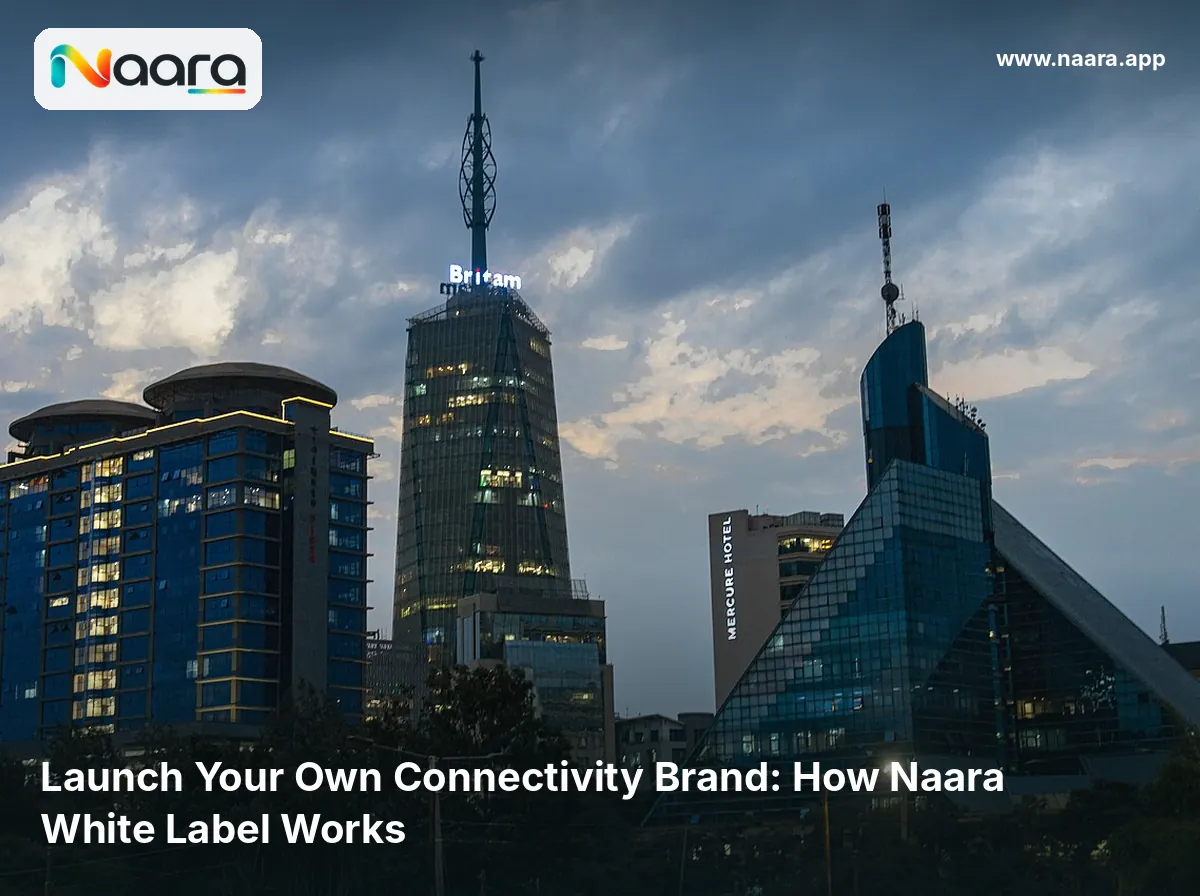 Naara
www.naara.app
Britam
MERCURE HOTEL
Launch Your Own Connectivity Brand: How Naara
White Label Works